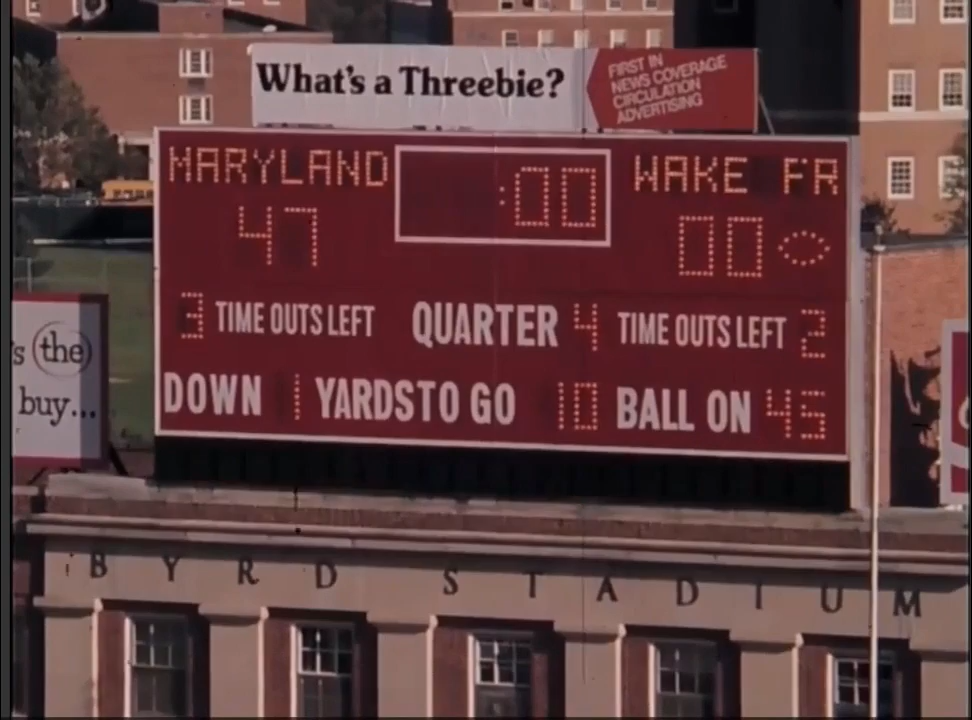 What's a Threebie?
FIRST IN
NEWS COVERAGE
CIRCULATION
ADVERTISING
MARYLAND :00 WAKE FR
47 00
3 TIME OUTS LEFT QUARTER 4 TIME OUTS LEFT 2
DOWN 1 YARDS TO GO 10 BALL ON 45
s the
buy...
BYRD STADIUM